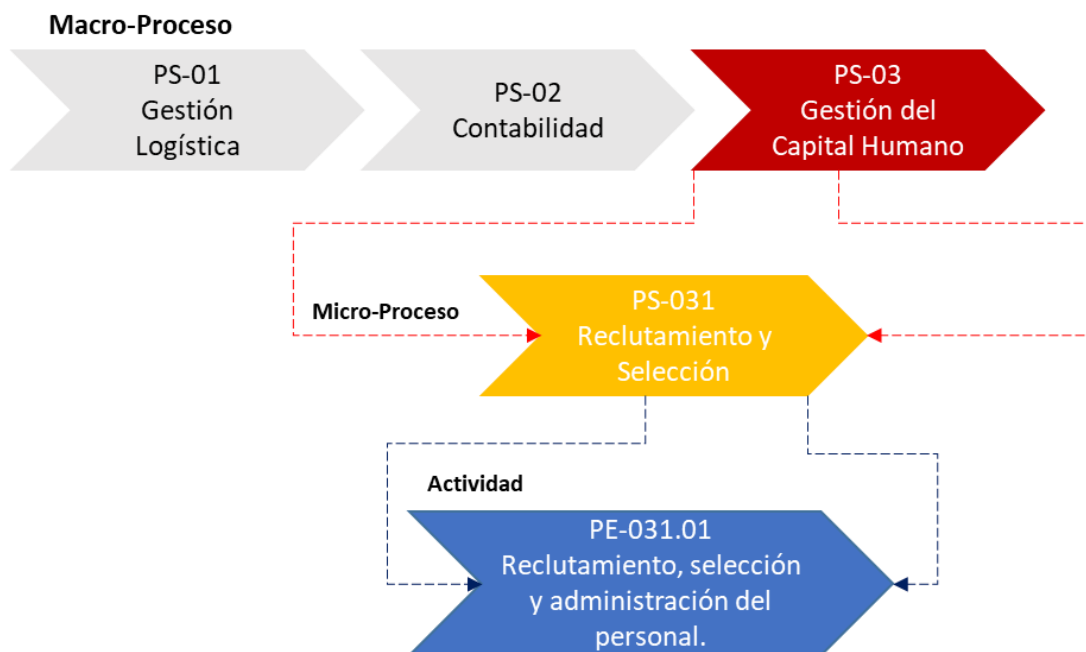 Macro-Proceso
PS-01
Gestión
Logística
PS-02
Contabilidad
PS-03
Gestión del
Capital Humano
Micro-Proceso
PS-031
Reclutamiento y
Selección
Actividad
PE-031.01
Reclutamiento, selección
y administración del
personal.